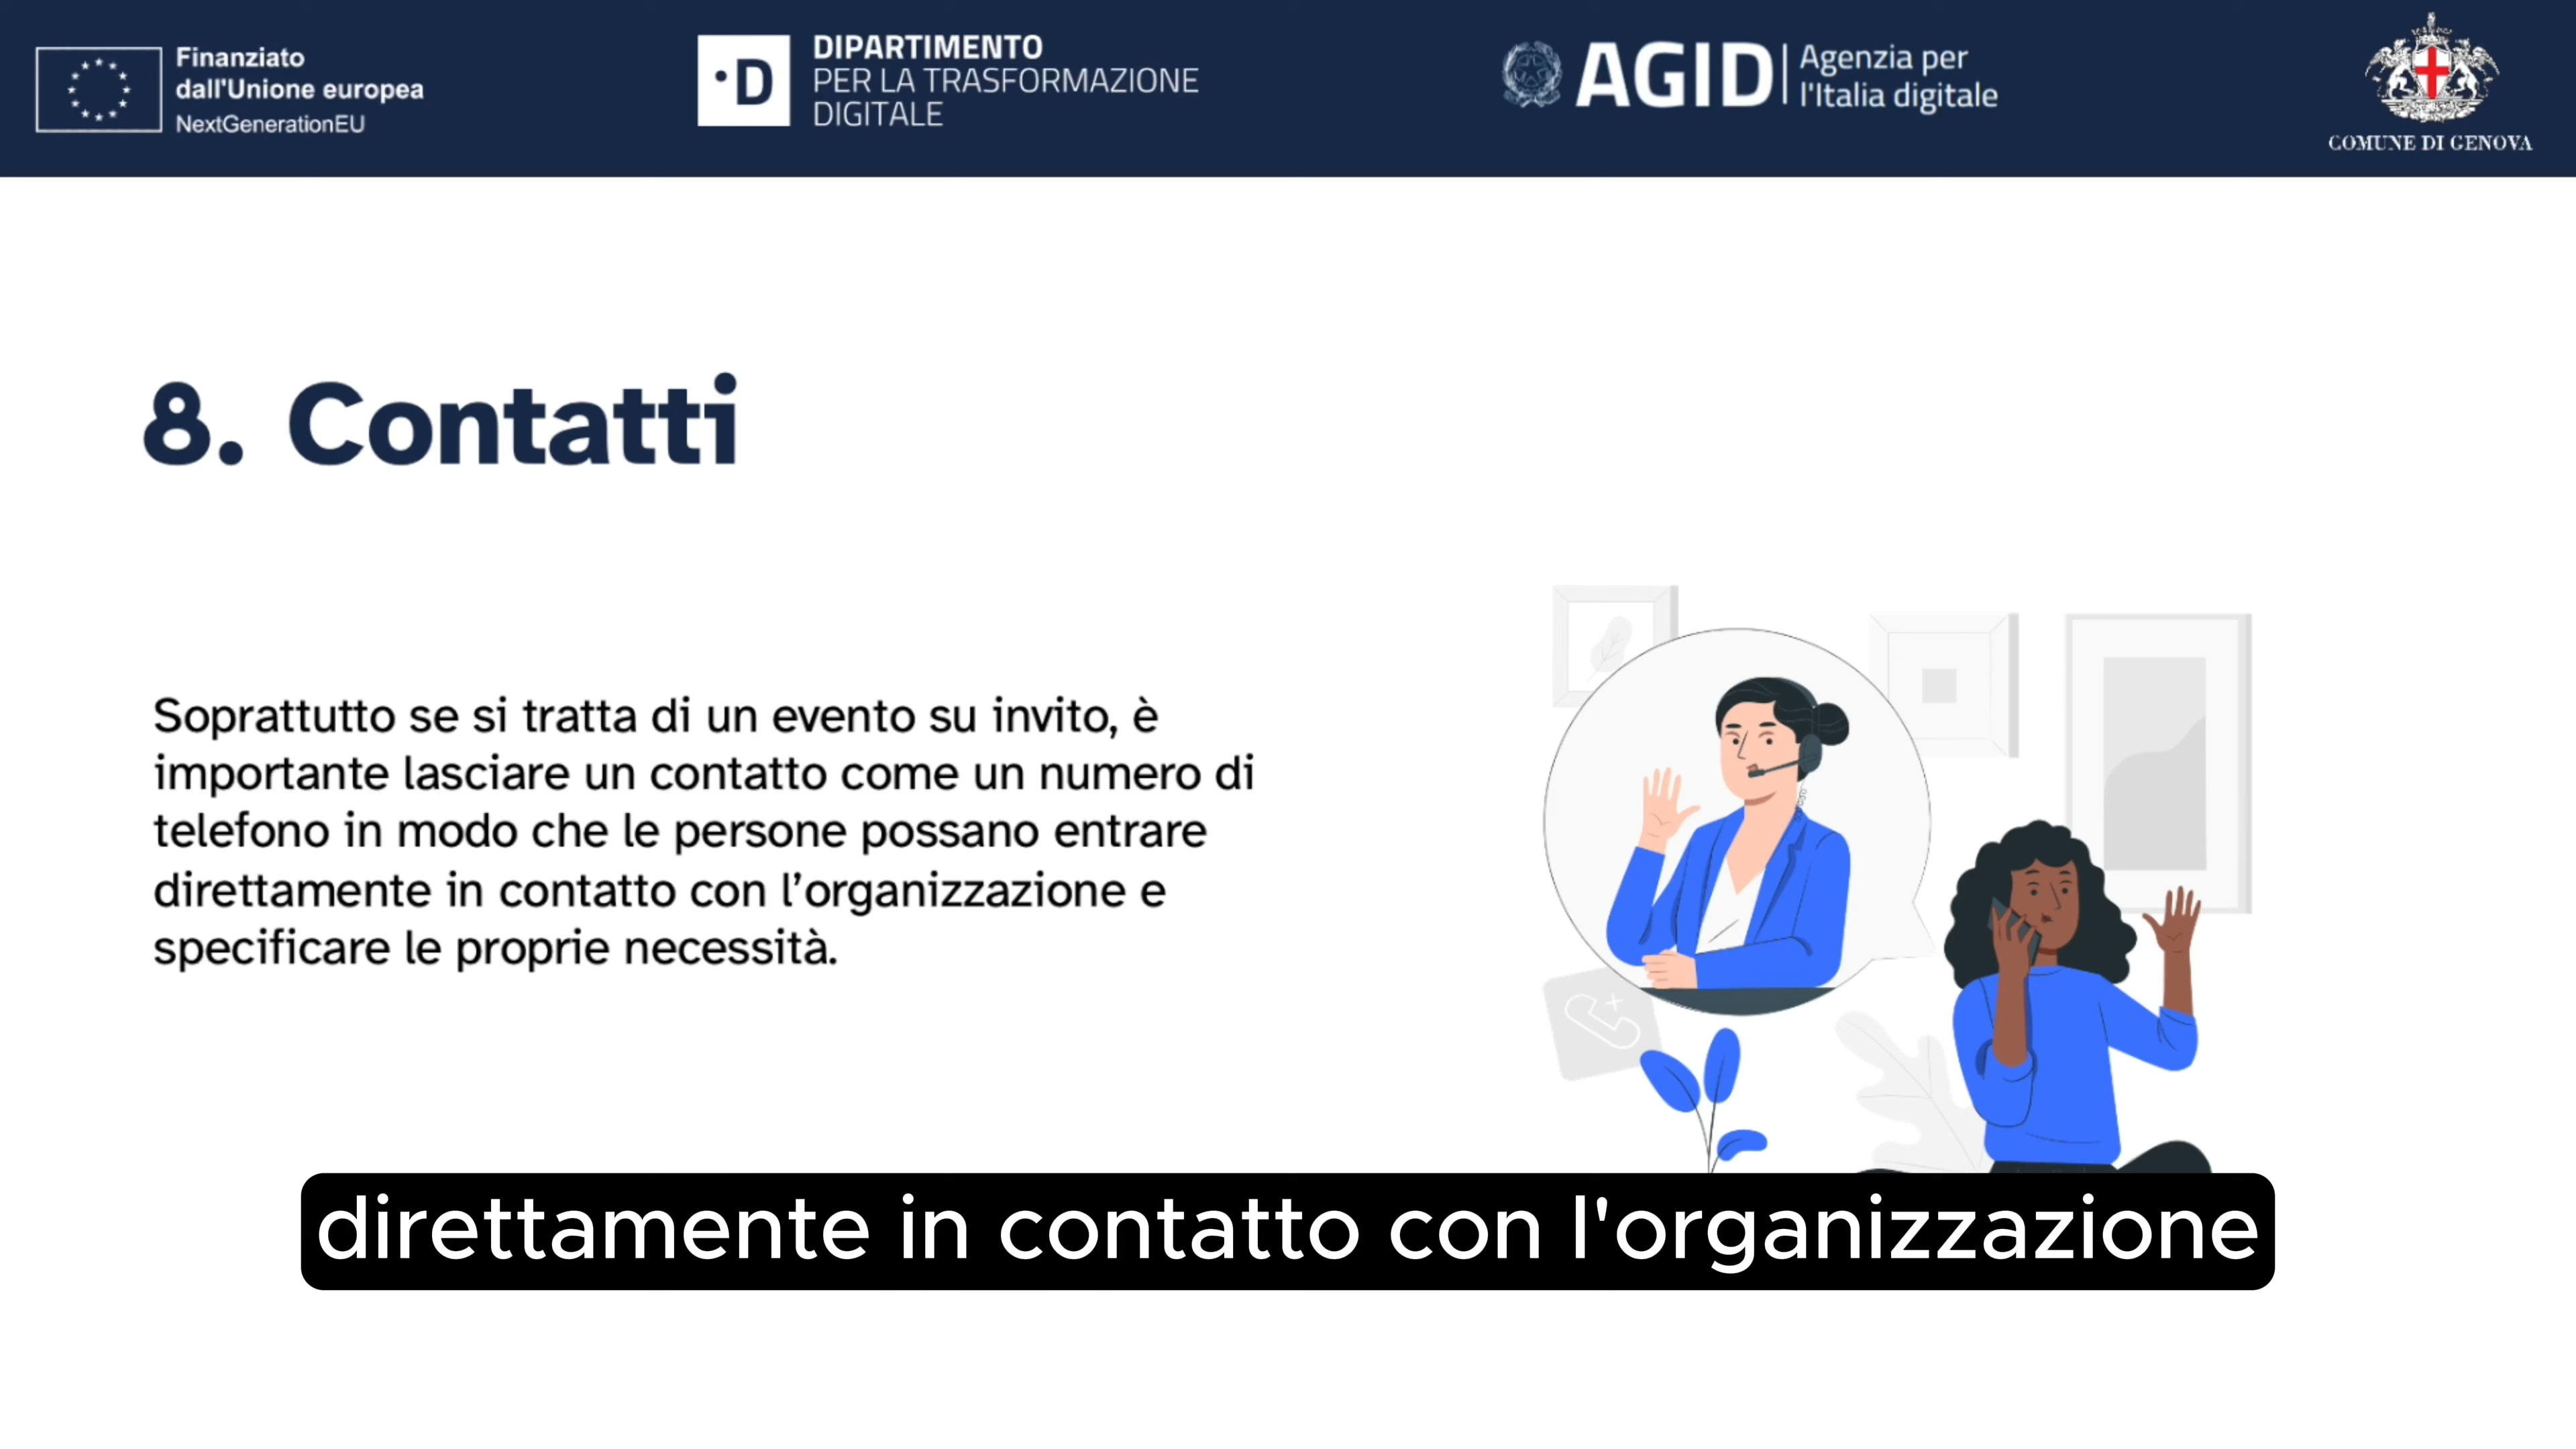 Finanziato
dall'Unione europea
NextGenerationEU
•D
DIPARTIMENTO
PER LA TRASFORMAZIONE
DIGITALE
AGID
Agenzia per
l'Italia digitale
COMUNE DI GENOVA
8. Contatti
Soprattutto se si tratta di un evento su invito, è
importante lasciare un contatto come un numero di
telefono in modo che le persone possano entrare
direttamente in contatto con l’organizzazione e
specificare le proprie necessità.
direttamente in contatto con l'organizzazione